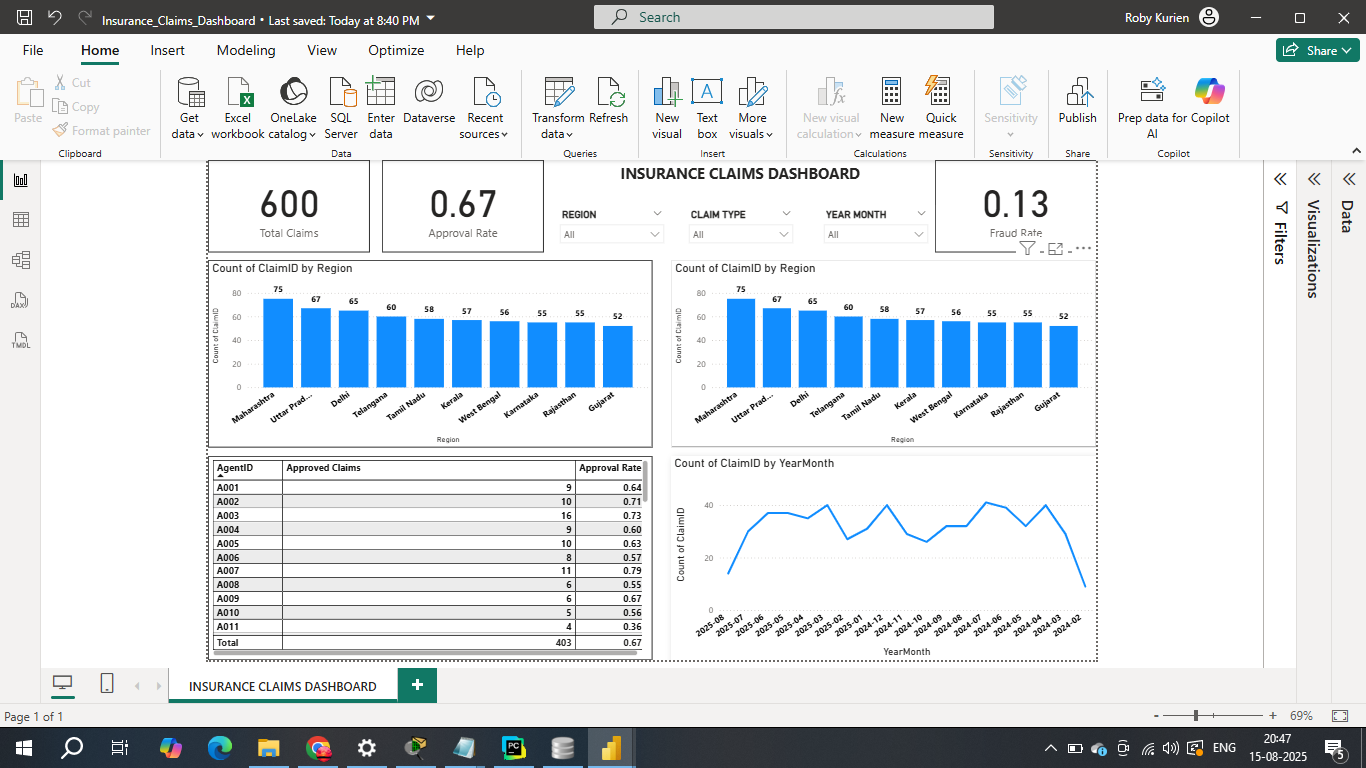 Insurance_Claims_Dashboard • Last saved: Today at 8:40 PM
Search
Roby Kurien
File Home Insert Modeling View Optimize Help
Share
Paste
Cut
Copy
Format painter
Clipboard
Get data
Excel workbook
OneLake catalog
SQL Server
Enter data
Dataverse
Recent sources
Data
Transform data
Refresh
Queries
New visual
Text box
More visuals
Insert
New visual calculation
New measure
Quick measure
Calculations
Sensitivity
Sensitivity
Publish
Share
Prep data for AI
Copilot
Copilot
DAX
TMDL
600
Total Claims
0.67
Approval Rate
INSURANCE CLAIMS DASHBOARD
REGION
All
CLAIM TYPE
All
YEAR MONTH
All
0.13
Fraud Rate
Filters
Visualizations
Data
Count of ClaimID by Region
Count of ClaimID
80
60
40
20
0
75 67 65 60 58 57 56 55 55 52
Maharashtra Uttar Prad... Delhi Telangana Tamil Nadu Kerala West Bengal Karnataka Rajasthan Gujarat
Region
Count of ClaimID by Region
Count of ClaimID
80
60
40
20
0
75 67 65 60 58 57 56 55 55 52
Maharashtra Uttar Prad... Delhi Telangana Tamil Nadu Kerala West Bengal Karnataka Rajasthan Gujarat
Region
AgentID Approved Claims Approval Rate
A001 9 0.64
A002 10 0.71
A003 16 0.73
A004 9 0.60
A005 10 0.63
A006 8 0.57
A007 11 0.79
A008 6 0.55
A009 6 0.67
A010 5 0.56
A011 4 0.36
Total 403 0.67
Count of ClaimID by YearMonth
Count of ClaimID
40
20
0
2025-08 2025-07 2025-06 2025-05 2025-04 2025-03 2025-02 2025-01 2024-12 2024-11 2024-10 2024-09 2024-08 2024-07 2024-06 2024-05 2024-04 2024-03 2024-02
YearMonth
INSURANCE CLAIMS DASHBOARD
+
Page 1 of 1
- + 69%
PC
ENG
20:47
15-08-2025
5